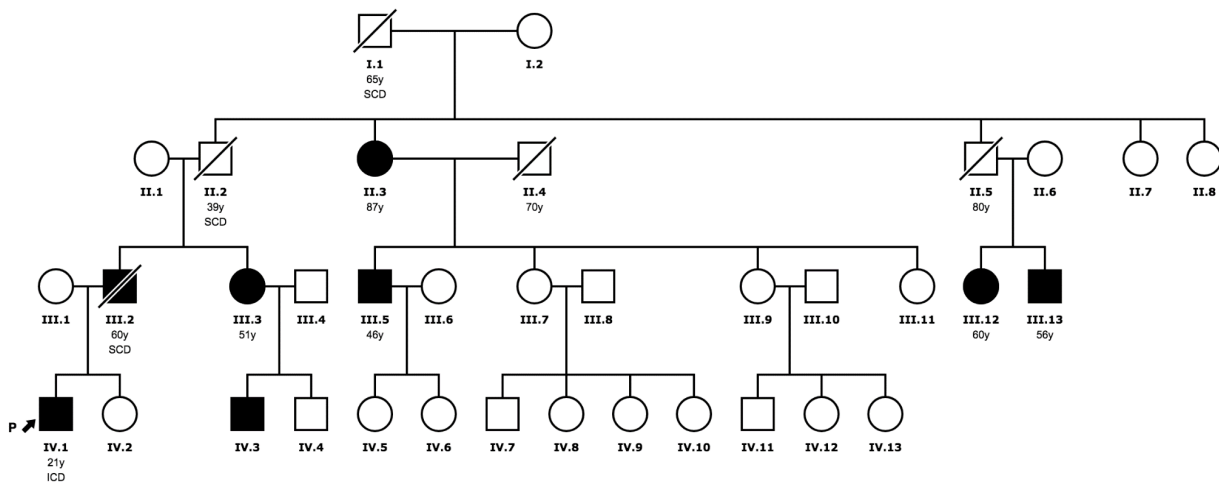 I.1 I.2
65y
SCD
II.1 II.2 II.3 II.4 II.5 II.6 II.7 II.8
39y 87y 70y 80y
SCD
III.1 III.2 III.3 III.4 III.5 III.6 III.7 III.8 III.9 III.10 III.11 III.12 III.13
60y 51y 46y 60y 56y
SCD
P
IV.1 IV.2 IV.3 IV.4 IV.5 IV.6 IV.7 IV.8 IV.9 IV.10 IV.11 IV.12 IV.13
21y
ICD